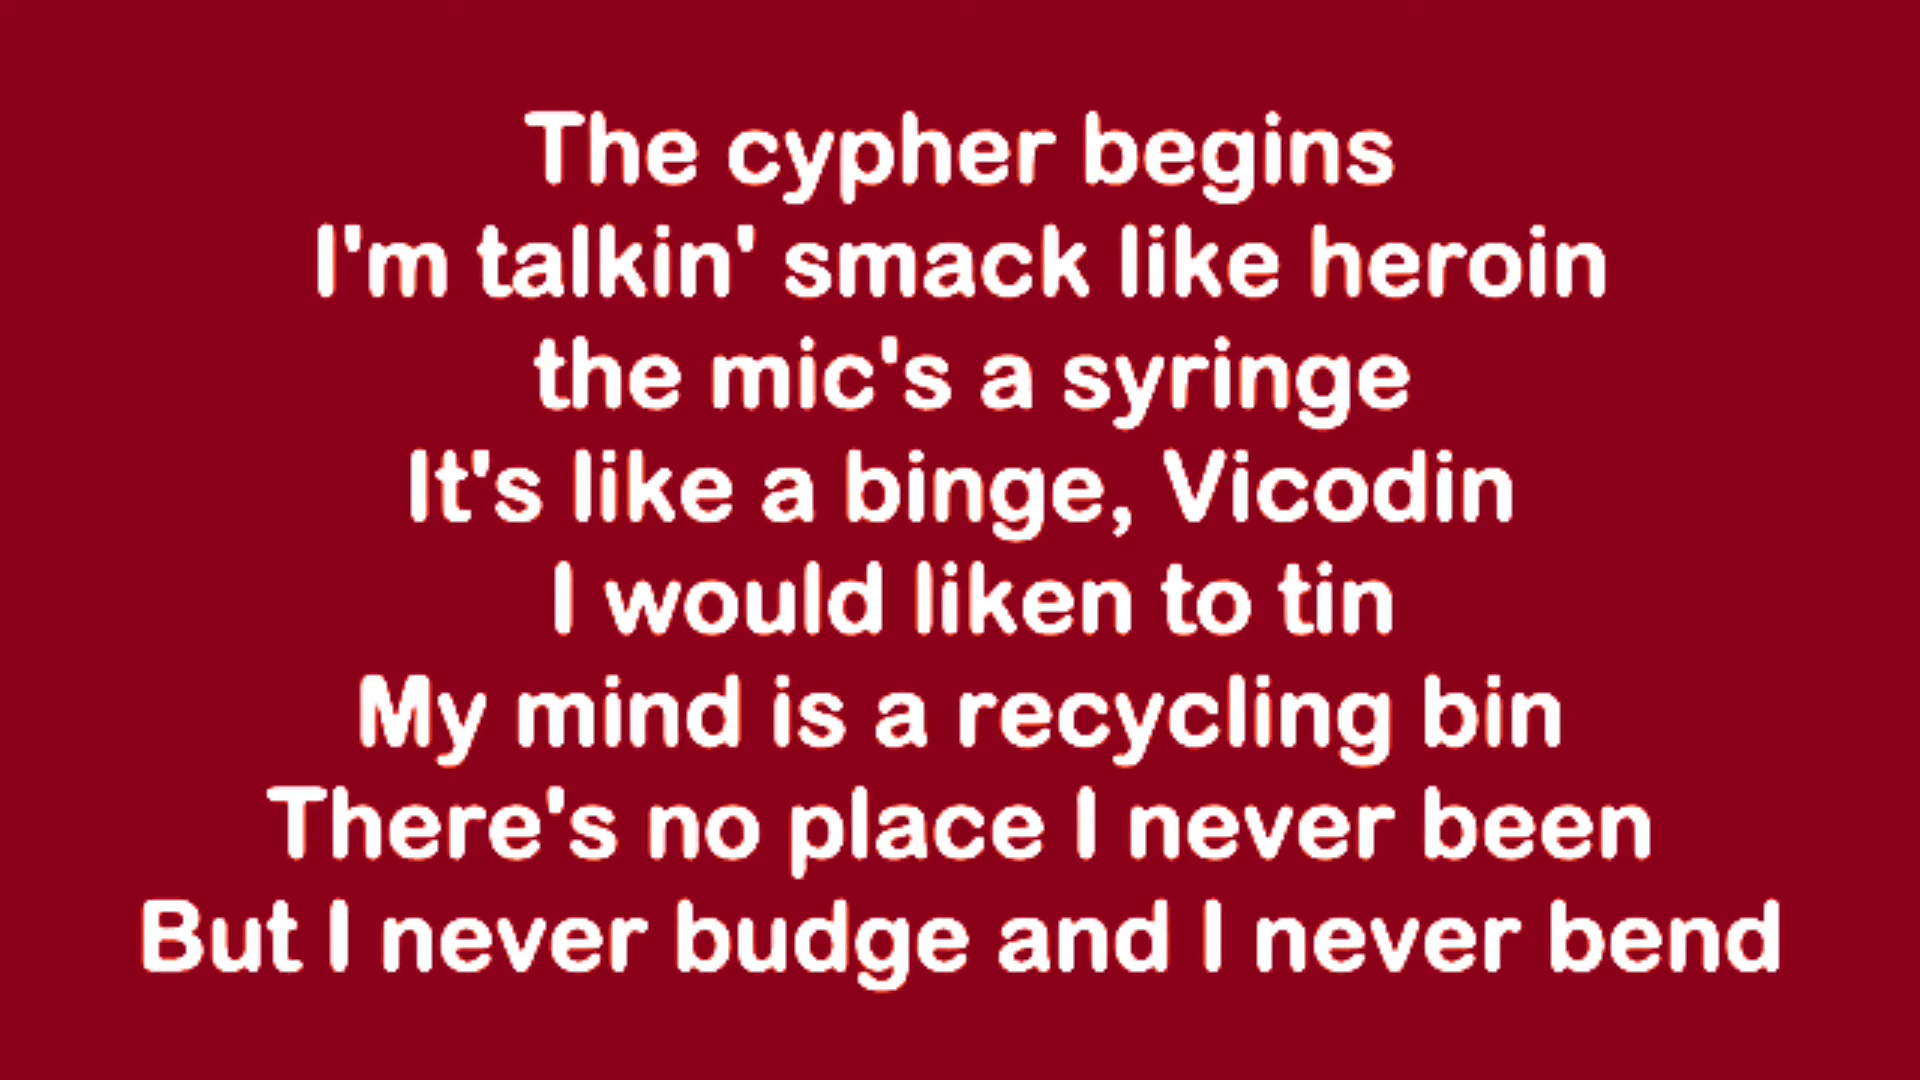 The cypher begins
I'm talkin' smack like heroin
the mic's a syringe
It's like a binge, Vicodin
I would liken to tin
My mind is a recycling bin
There's no place I never been
But I never budge and I never bend